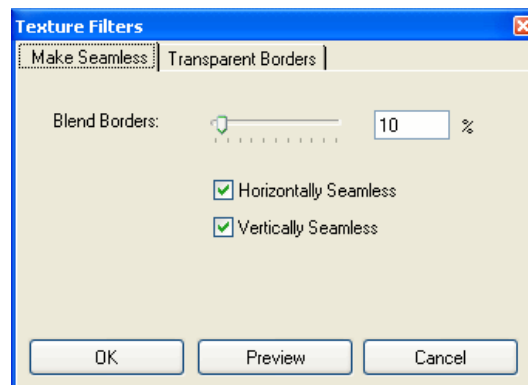 Texture Filters
Make Seamless Transparent Borders
Blend Borders: 10 %
Horizontally Seamless
Vertically Seamless
OK Preview Cancel